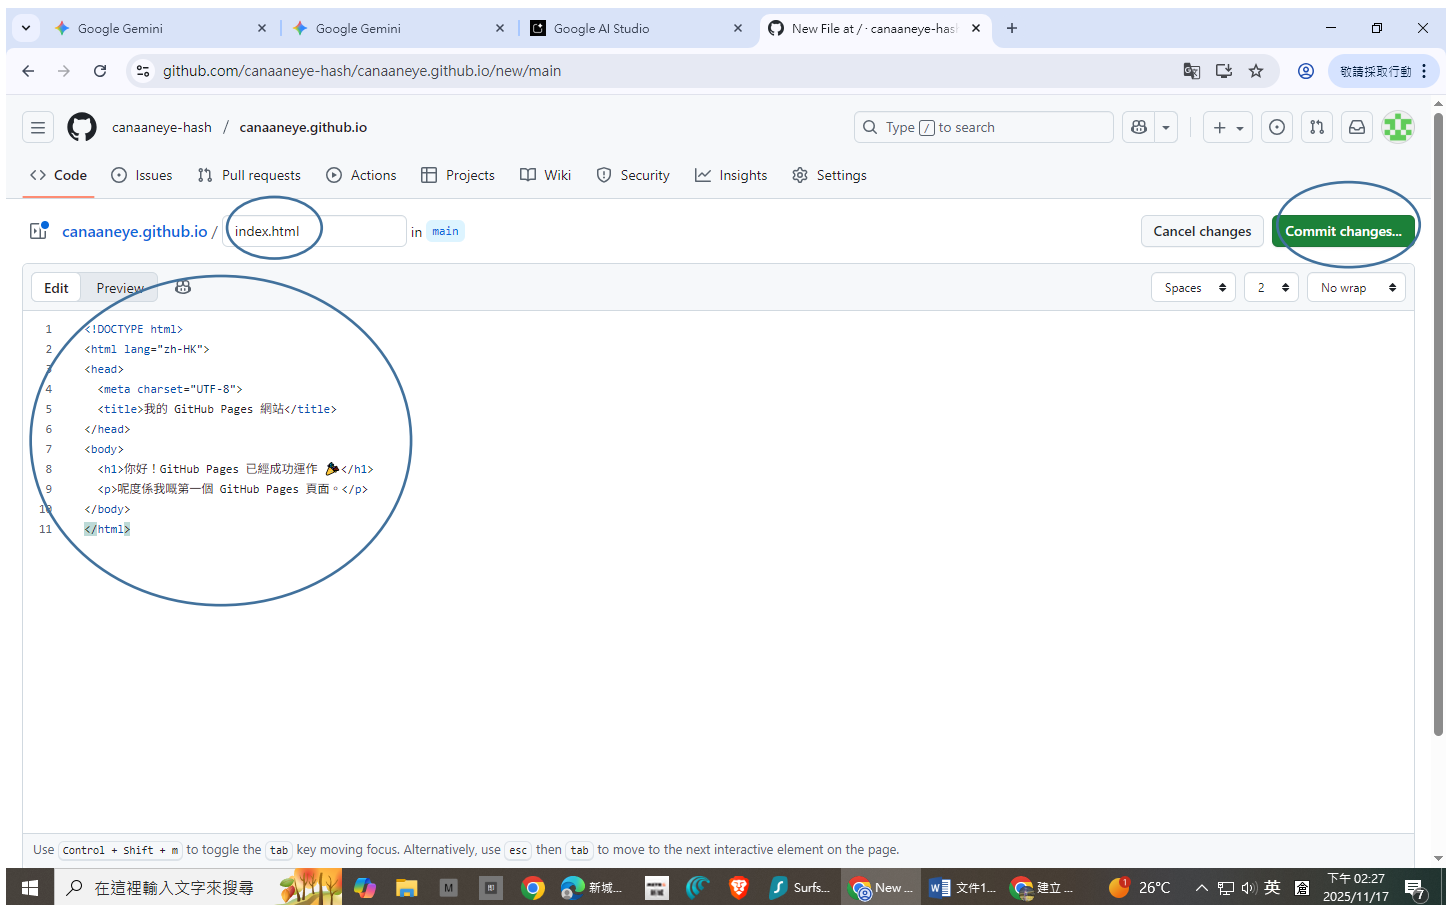 Google Gemini
Google Gemini
Google AI Studio
New File at / · canaaneye-hash
github.com/canaaneye-hash/canaaneye.github.io/new/main
敬請採取行動
canaaneye-hash / canaaneye.github.io
Type / to search
Code
Issues
Pull requests
Actions
Projects
Wiki
Security
Insights
Settings
canaaneye.github.io / index.html in main
Cancel changes
Commit changes...
Edit
Preview
Spaces
2
No wrap
1 <!DOCTYPE html>
2 <html lang="zh-HK">
3 <head>
4 <meta charset="UTF-8">
5 <title>我的 GitHub Pages 網站</title>
6 </head>
7 <body>
8 <h1>你好！GitHub Pages 已經成功運作 🎉</h1>
9 <p>呢度係我嘅第一個 GitHub Pages 頁面。</p>
10 </body>
11 </html>
Use Control + Shift + m to toggle the tab key moving focus. Alternatively, use esc then tab to move to the next interactive element on the page.
在這裡輸入文字來搜尋
新城...
Surfs...
New ...
文件1...
建立 ...
1
26°C
英
倉
下午 02:27
2025/11/17
7